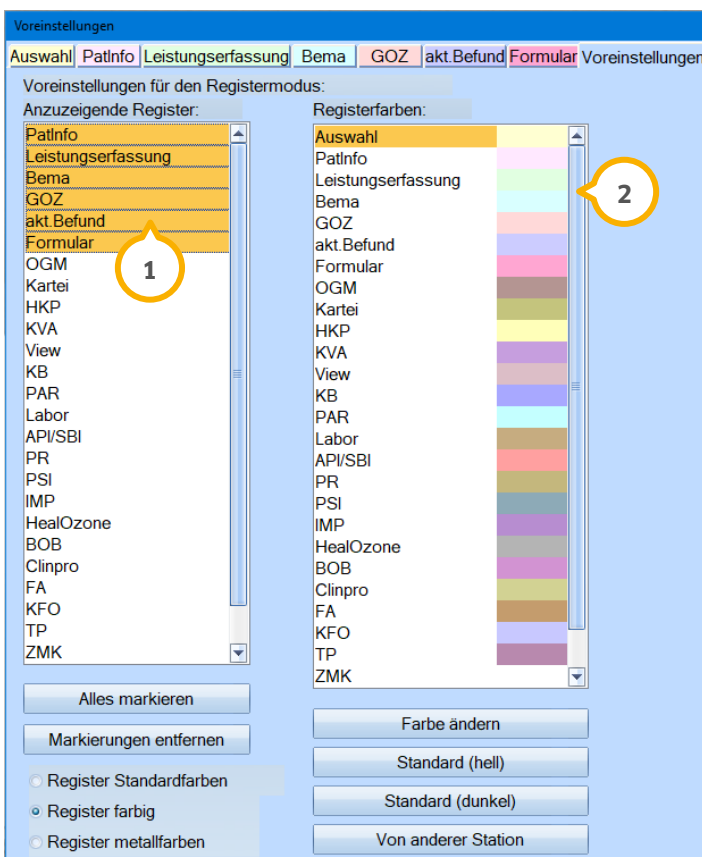 Voreinstellungen
Auswahl PatInfo Leistungserfassung Bema GOZ akt.Befund Formular Voreinstellungen
Voreinstellungen für den Registermodus:
Anzuzeigende Register:
PatInfo
Leistungserfassung
Bema
GOZ
akt.Befund
Formular
OGM
Kartei
HKP
KVA
View
KB
PAR
Labor
API/SBI
PR
PSI
IMP
HealOzone
BOB
Clinpro
FA
KFO
TP
ZMK
1
Alles markieren
Markierungen entfernen
Register Standardfarben
Register farbig
Register metallfarben
Registerfarben:
Auswahl
PatInfo
Leistungserfassung
Bema
GOZ
akt.Befund
Formular
OGM
Kartei
HKP
KVA
View
KB
PAR
Labor
API/SBI
PR
PSI
IMP
HealOzone
BOB
Clinpro
FA
KFO
TP
ZMK
2
Farbe ändern
Standard (hell)
Standard (dunkel)
Von anderer Station